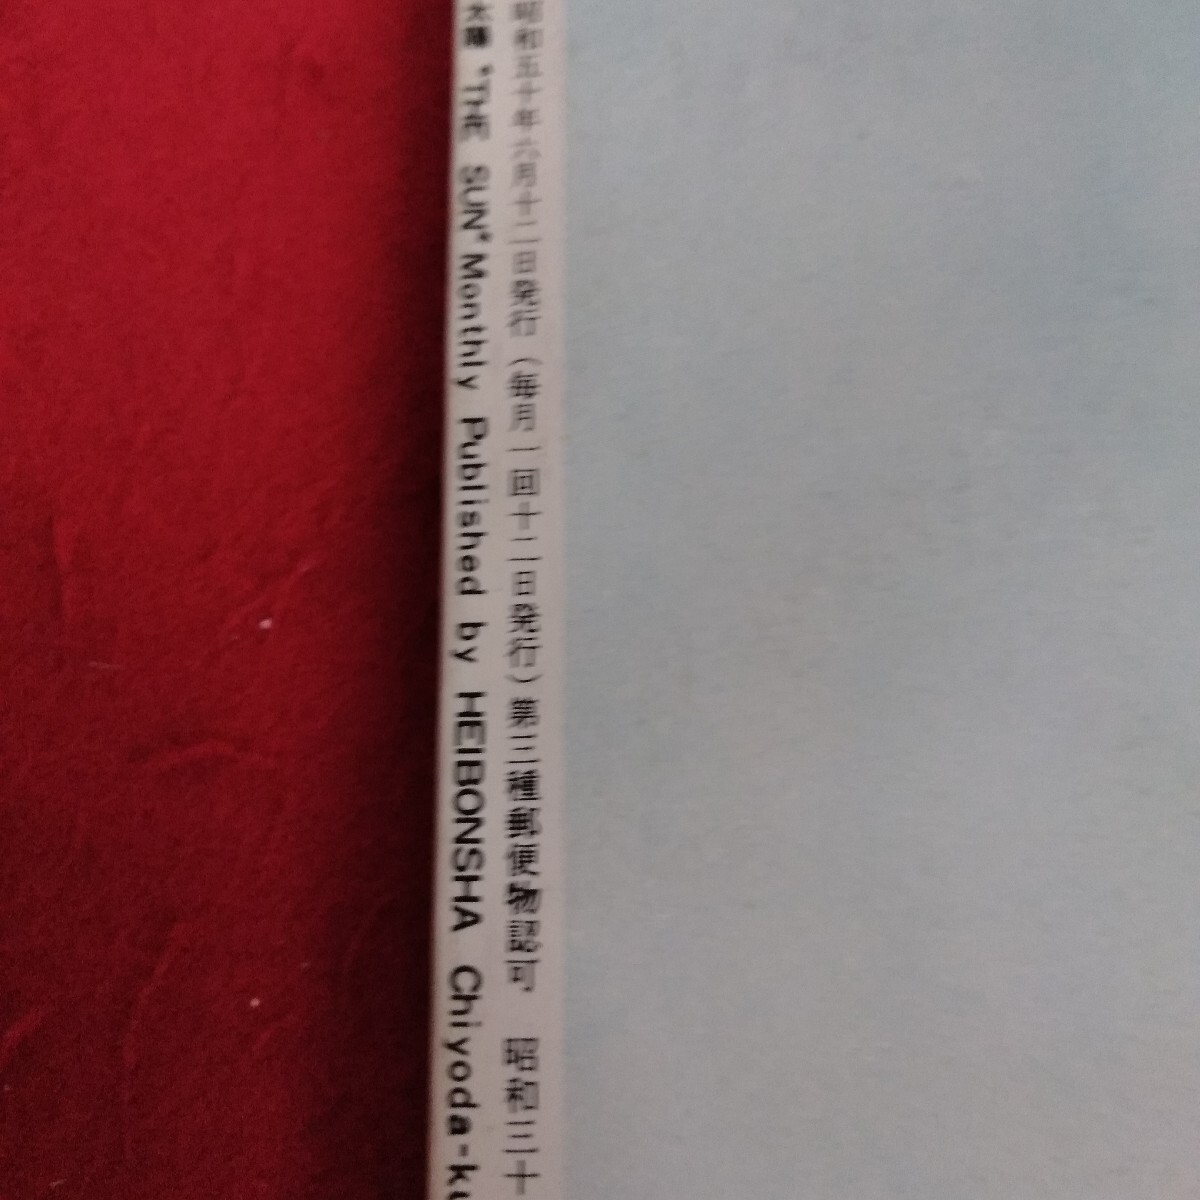 昭和五十年六月十二日発行（毎月一回十二日発行）第三種郵便物認可　昭和三十
太陽 "THE SUN" Monthly Published by HEIBONSHA Chiyoda-ku